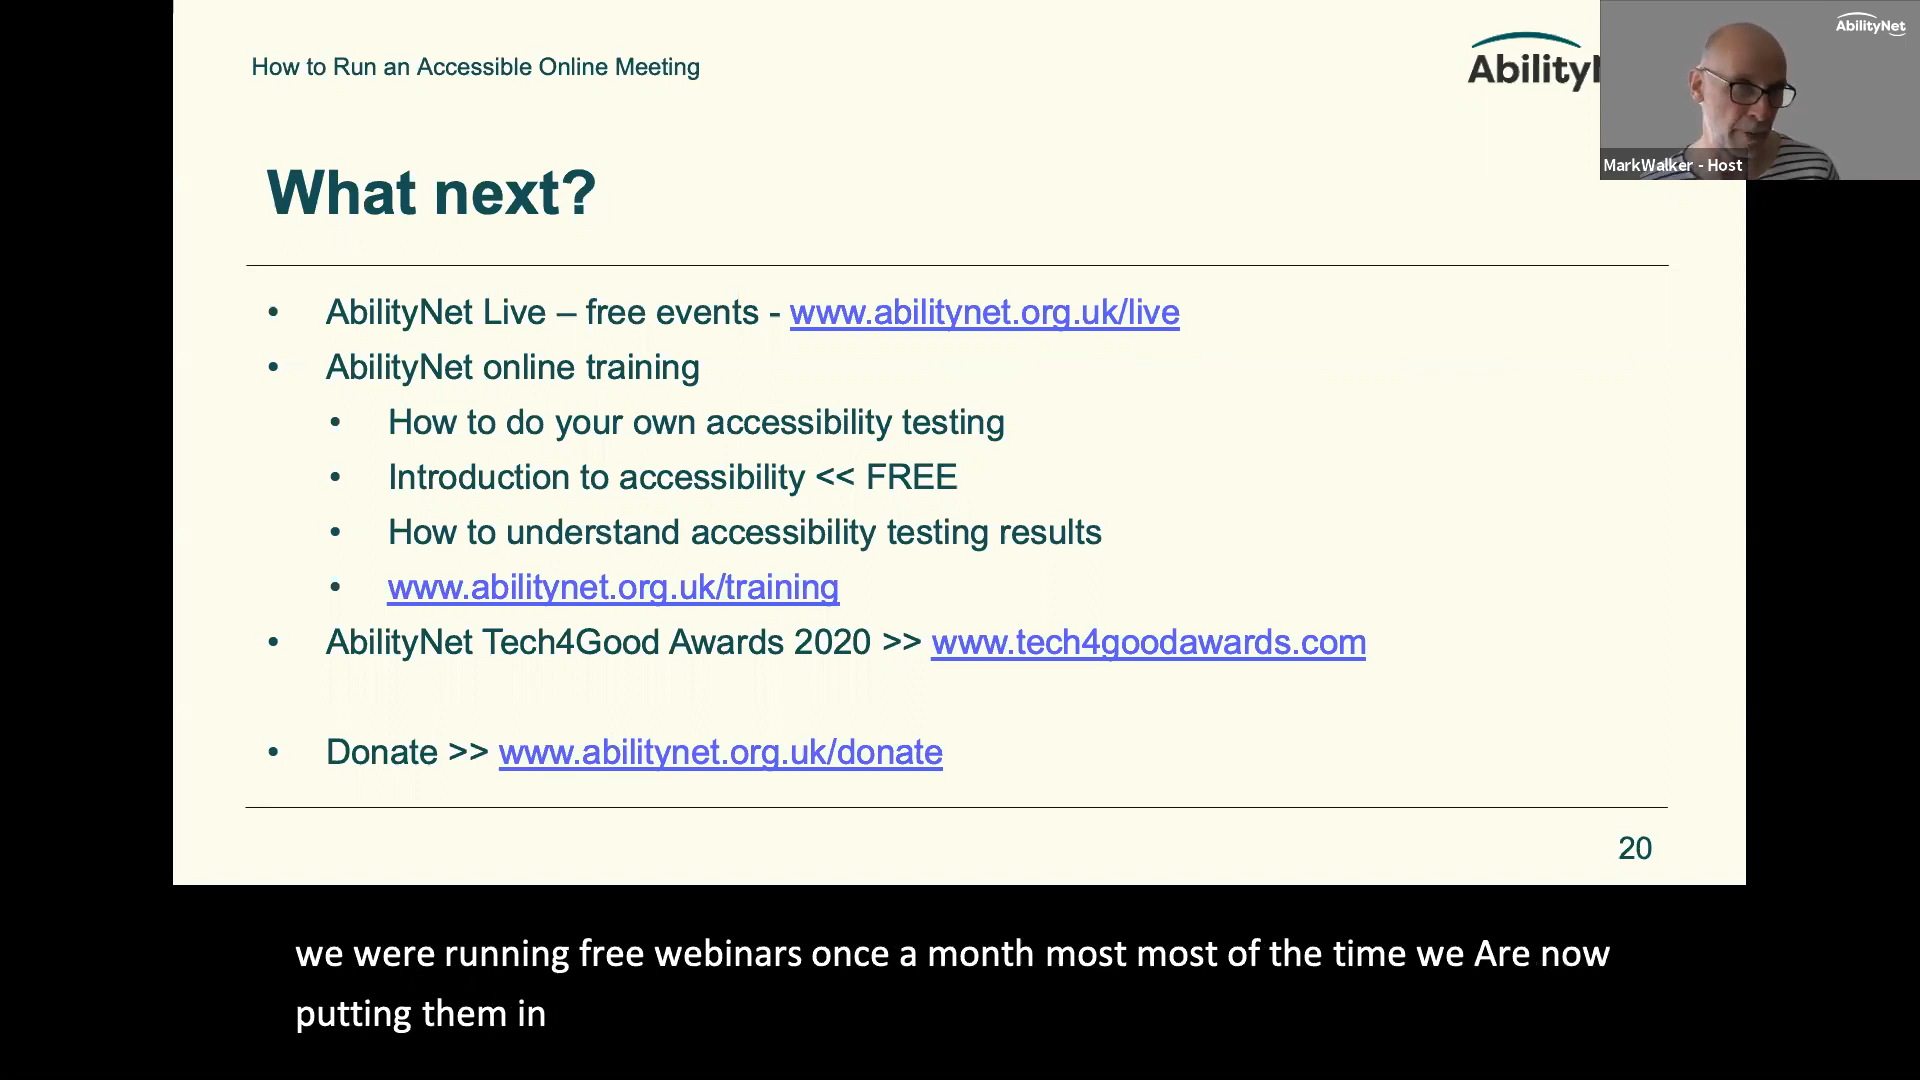 How to Run an Accessible Online Meeting
AbilityN
AbilityNet
MarkWalker - Host
What next?
• AbilityNet Live – free events - www.abilitynet.org.uk/live
• AbilityNet online training
• How to do your own accessibility testing
• Introduction to accessibility << FREE
• How to understand accessibility testing results
• www.abilitynet.org.uk/training
• AbilityNet Tech4Good Awards 2020 >> www.tech4goodawards.com
• Donate >> www.abilitynet.org.uk/donate
20
we were running free webinars once a month most most of the time we Are now
putting them in